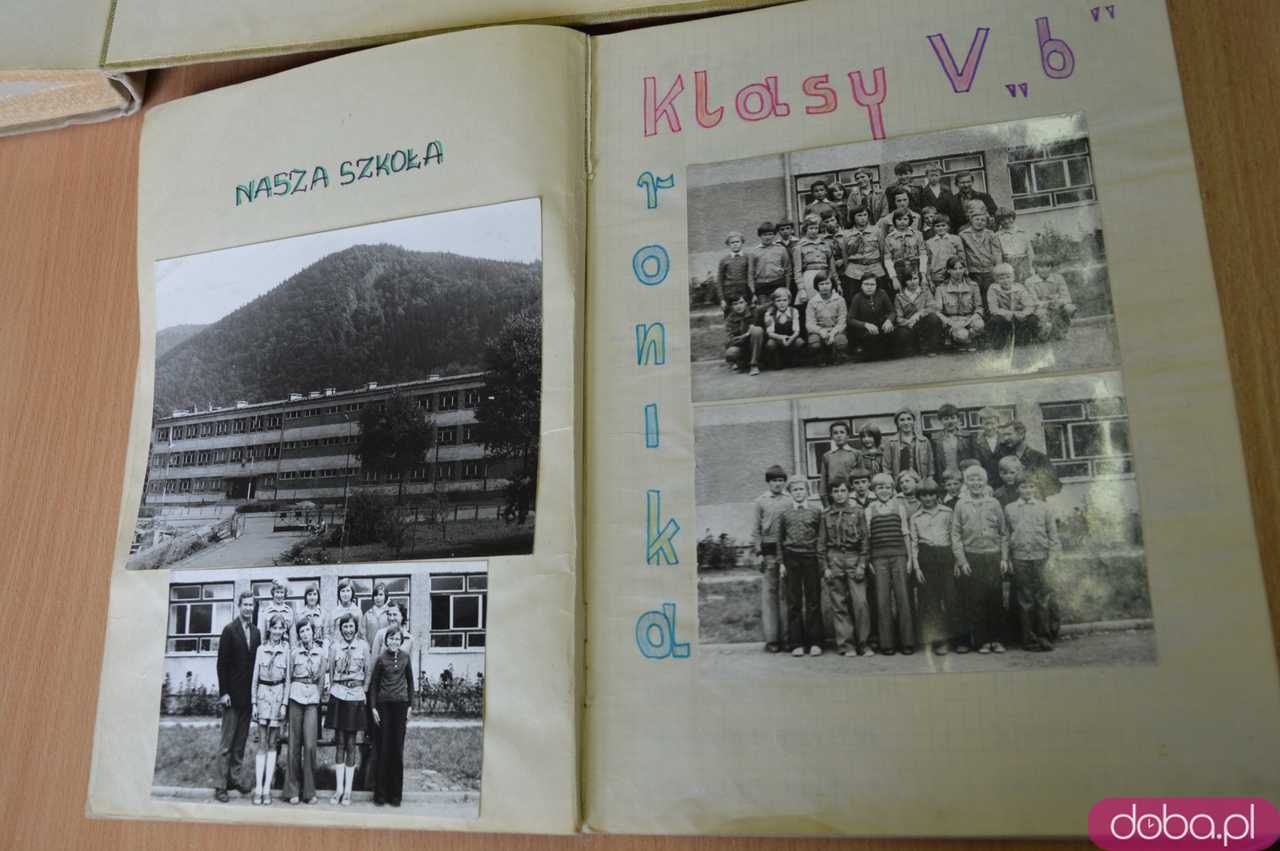 NASZA SZKOŁA
Klasy V „b"
Kronika
doba.pl